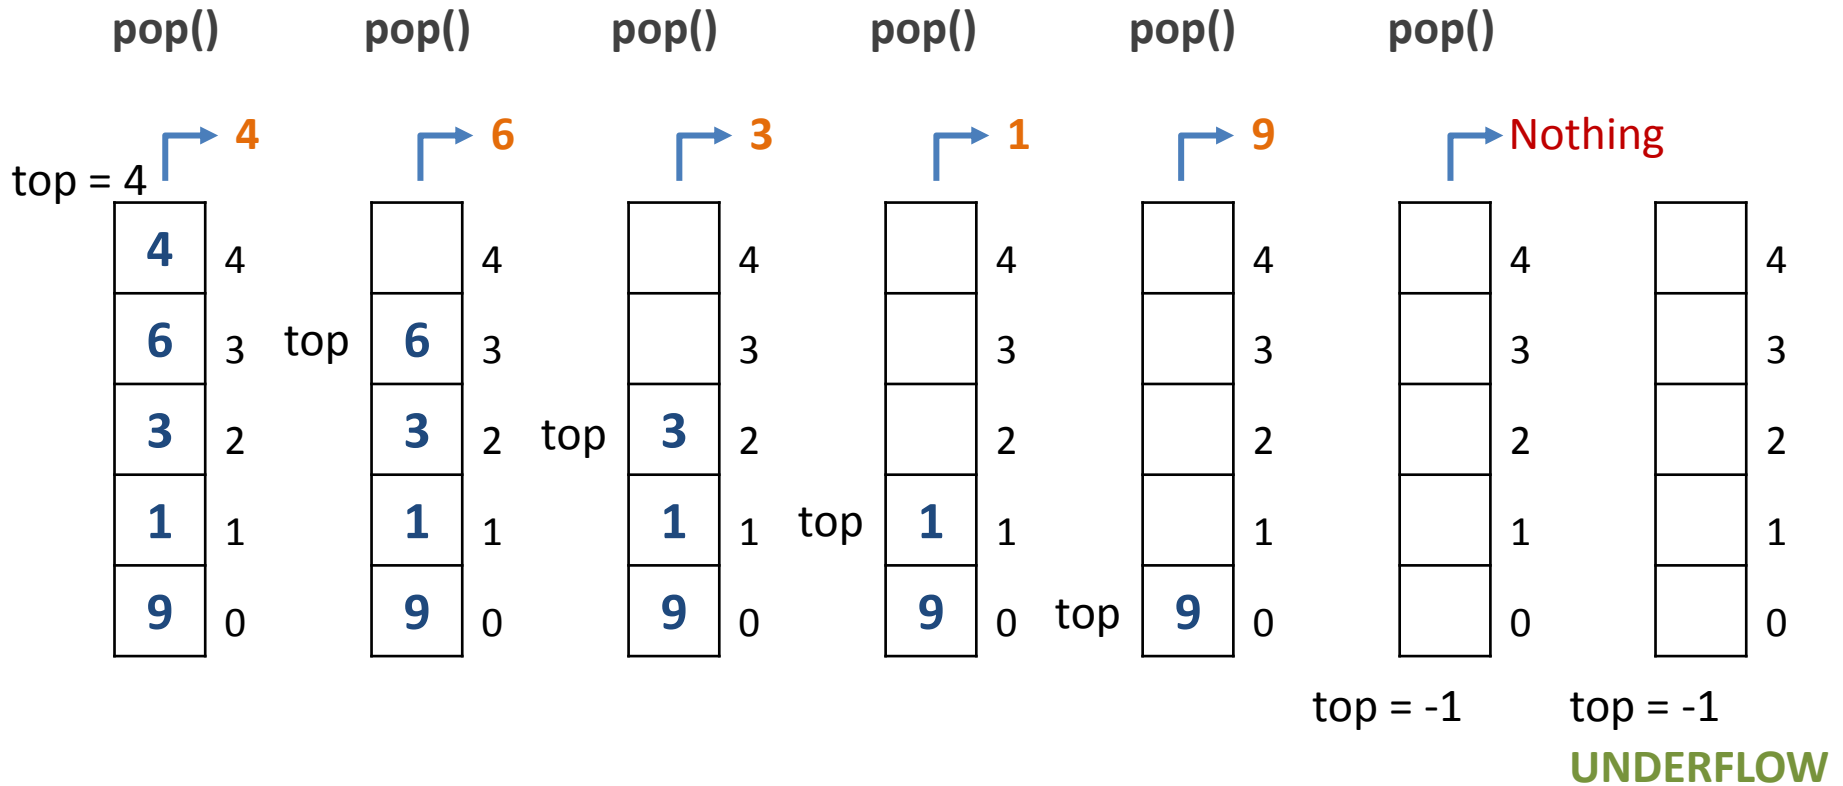 pop() pop() pop() pop() pop() pop()
4 6 3 1 9 Nothing
top = 4
4 4 4 4 4 4 4 4
top 6 3 6 3 3 3 3 3 3
3 2 3 2 top 3 2 2 2 2 2
1 1 1 1 1 1 top 1 1 1 1 1
9 0 9 0 9 0 9 0 top 9 0 0 0
top = -1 top = -1
UNDERFLOW